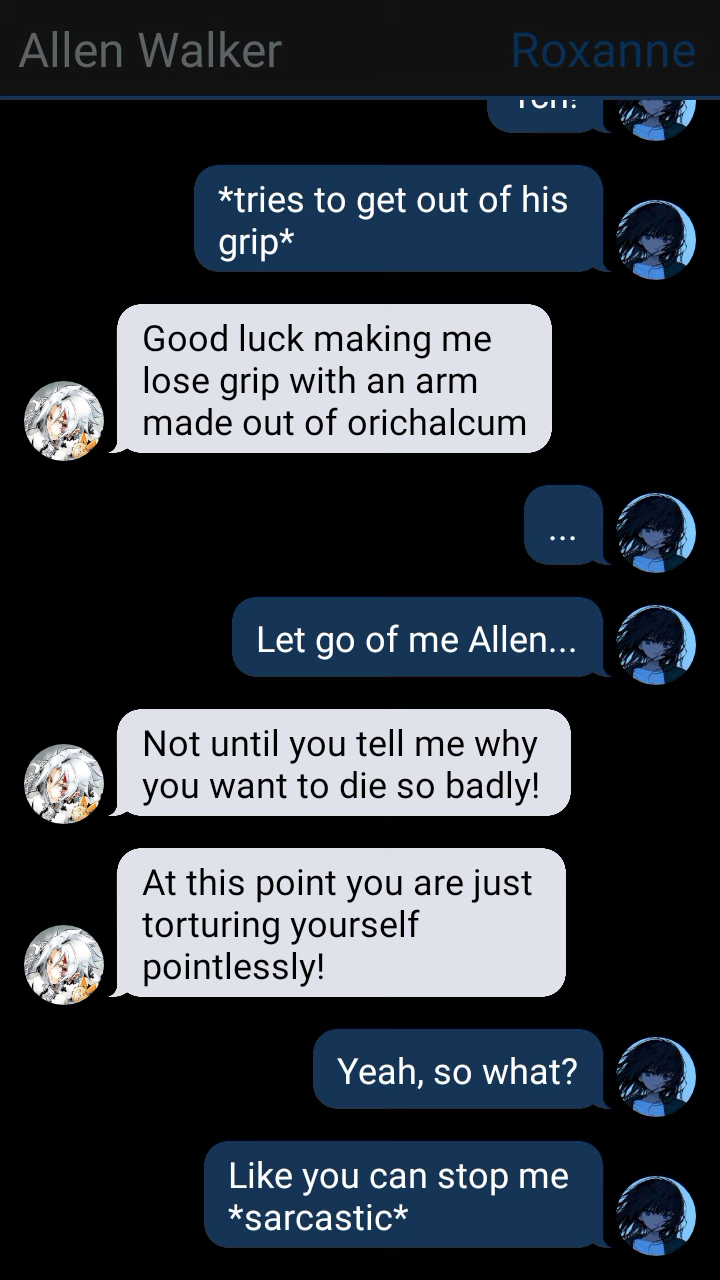 Allen Walker
Roxanne
*tries to get out of his
grip*
Good luck making me
lose grip with an arm
made out of orichalcum
...
Let go of me Allen...
Not until you tell me why
you want to die so badly!
At this point you are just
torturing yourself
pointlessly!
Yeah, so what?
Like you can stop me
*sarcastic*